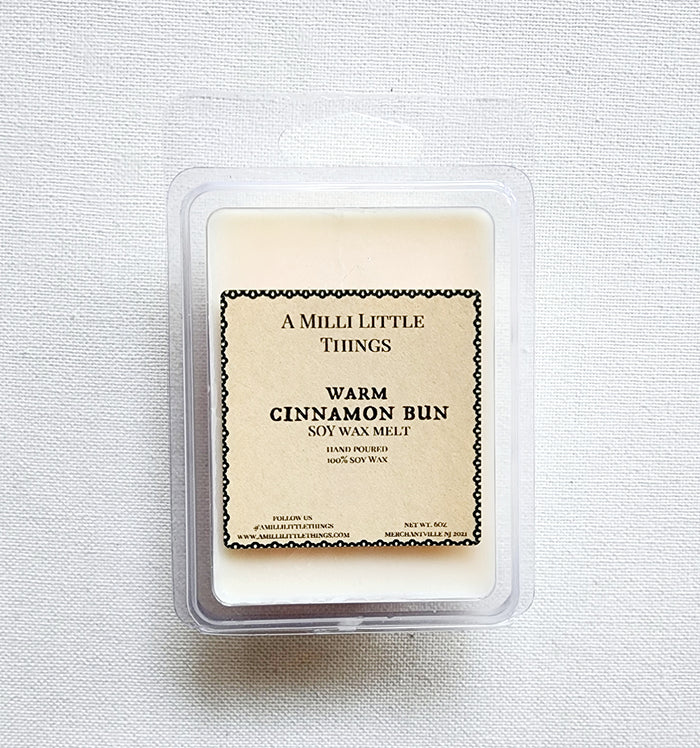 A MILLI LITTLE
THINGS
WARM
CINNAMON BUN
SOY WAX MELT
HAND POURED
100% SOY WAX
FOLLOW US
@AMILLILITTLETHINGS
WWW.AMILLILITTLETHINGS.COM
NET WT. 6OZ
MERCHANTVILLE NJ 2021